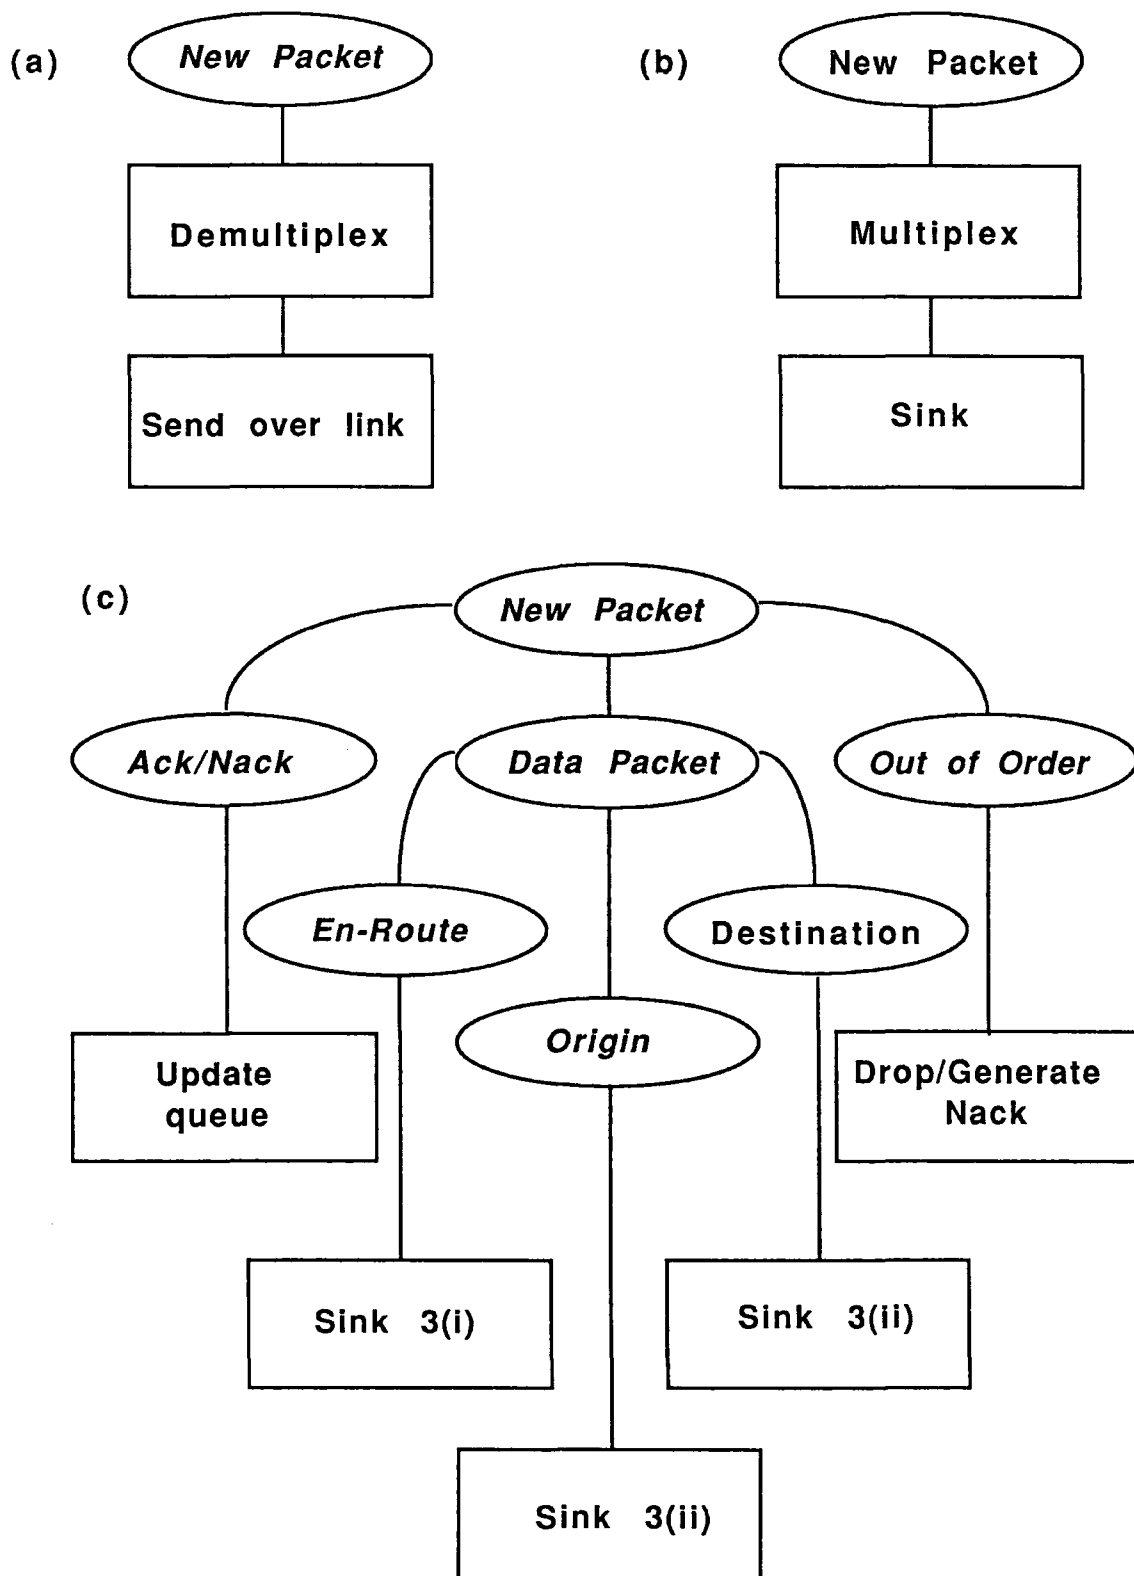 (a)
New Packet
Demultiplex
Send over link
(b)
New Packet
Multiplex
Sink
(c)
New Packet
Ack/Nack
Data Packet
Out of Order
En-Route
Destination
Origin
Update
queue
Drop/Generate
Nack
Sink 3(i)
Sink 3(ii)
Sink 3(ii)